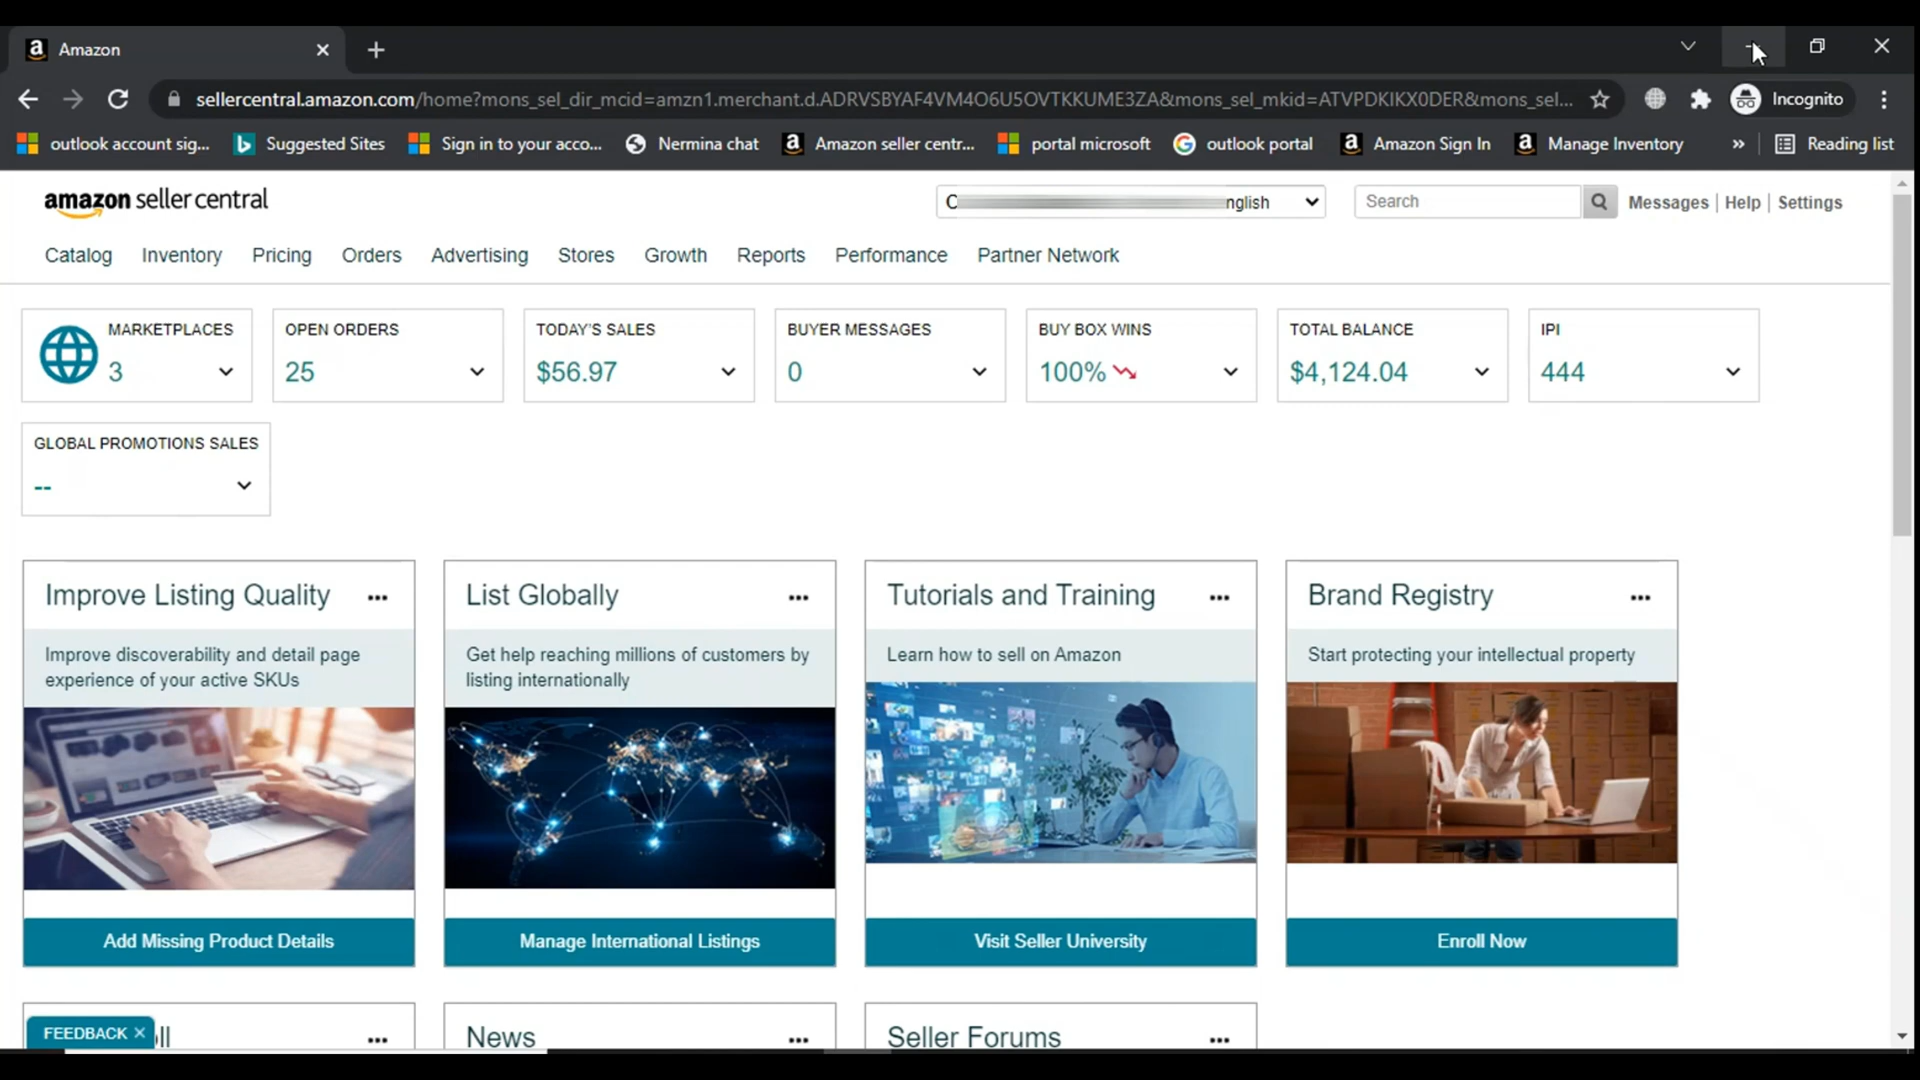 Amazon
sellercentral.amazon.com/home?mons_sel_dir_mcid=amzn1.merchant.d.ADRVSBYAF4VM4O6U5OVTKKUME3ZA&mons_sel_mkid=ATVPDKIKX0DER&mons_sel...
Incognito
outlook account sig... Suggested Sites Sign in to your acco... Nermina chat Amazon seller centr... portal microsoft outlook portal Amazon Sign In Manage Inventory » Reading list
amazon seller central
C nglish
Search
Messages | Help | Settings
Catalog Inventory Pricing Orders Advertising Stores Growth Reports Performance Partner Network
MARKETPLACES
3
OPEN ORDERS
25
TODAY'S SALES
$56.97
BUYER MESSAGES
0
BUY BOX WINS
100%
TOTAL BALANCE
$4,124.04
IPI
444
GLOBAL PROMOTIONS SALES
--
Improve Listing Quality
Improve discoverability and detail page
experience of your active SKUs
Add Missing Product Details
List Globally
Get help reaching millions of customers by
listing internationally
Manage International Listings
Tutorials and Training
Learn how to sell on Amazon
Visit Seller University
Brand Registry
Start protecting your intellectual property
Enroll Now
FEEDBACK ×
ll
News
Seller Forums